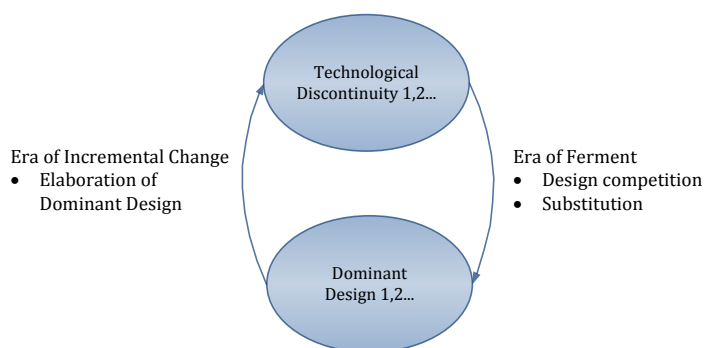 Technological
Discontinuity 1,2...
Era of Incremental Change
• Elaboration of
Dominant Design
Era of Ferment
• Design competition
• Substitution
Dominant
Design 1,2...